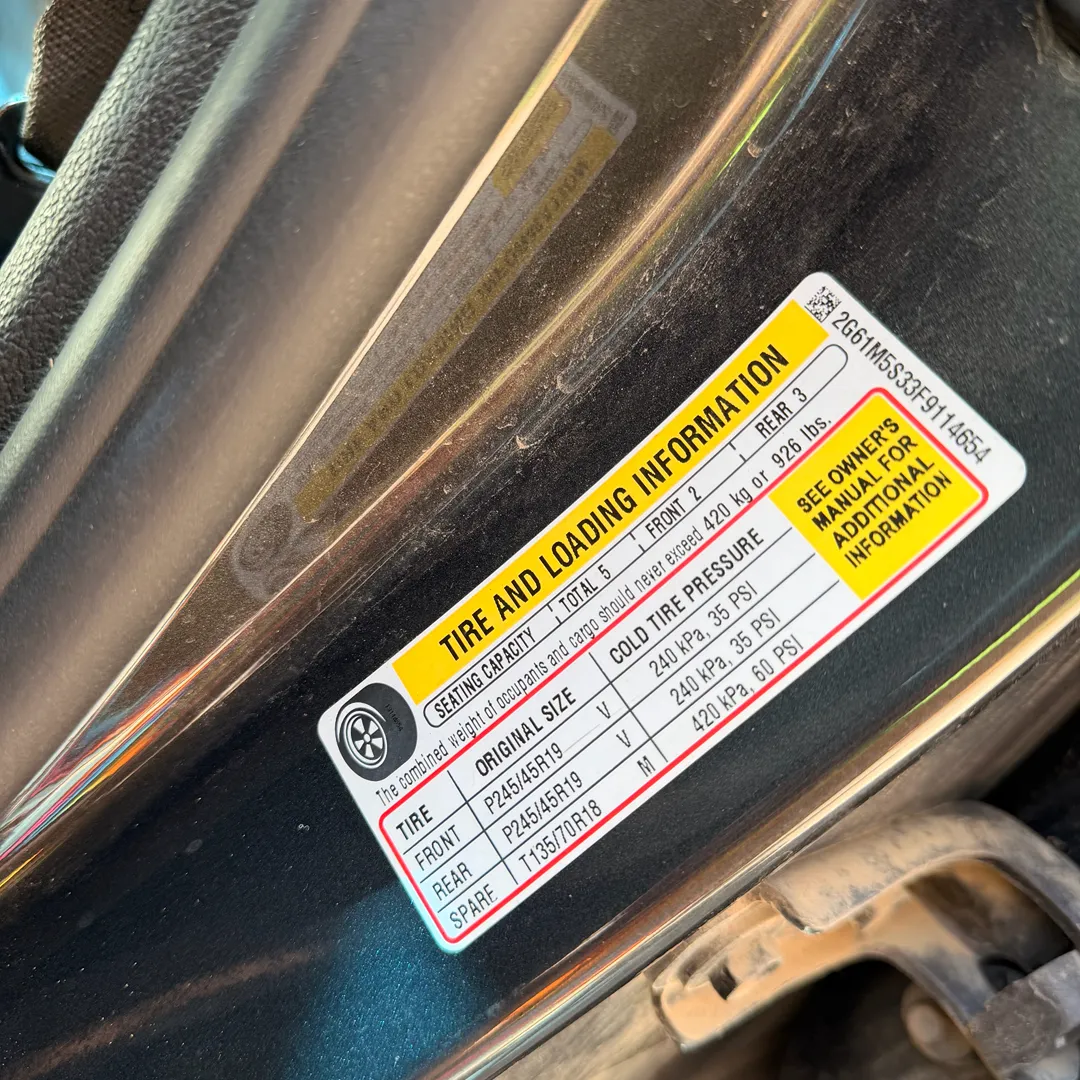 2G61M5S33F9114654
TIRE AND LOADING INFORMATION
SEATING CAPACITY TOTAL 5 FRONT 2 REAR 3
The combined weight of occupants and cargo should never exceed 420 kg or 926 lbs.
TIRE ORIGINAL SIZE COLD TIRE PRESSURE
FRONT P245/45R19 V 240 kPa, 35 PSI
REAR P245/45R19 V 240 kPa, 35 PSI
SPARE T135/70R18 M 420 kPa, 60 PSI
SEE OWNER'S
MANUAL FOR
ADDITIONAL
INFORMATION